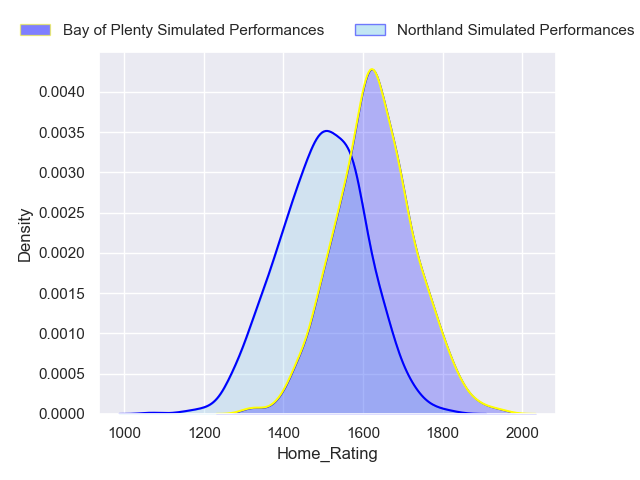 Bay of Plenty Simulated Performances Northland Simulated Performances
0.0040
0.0035
0.0030
0.0025
0.0020
0.0015
0.0010
0.0005
0.0000
Density
1000 1200 1400 1600 1800 2000
Home_Rating